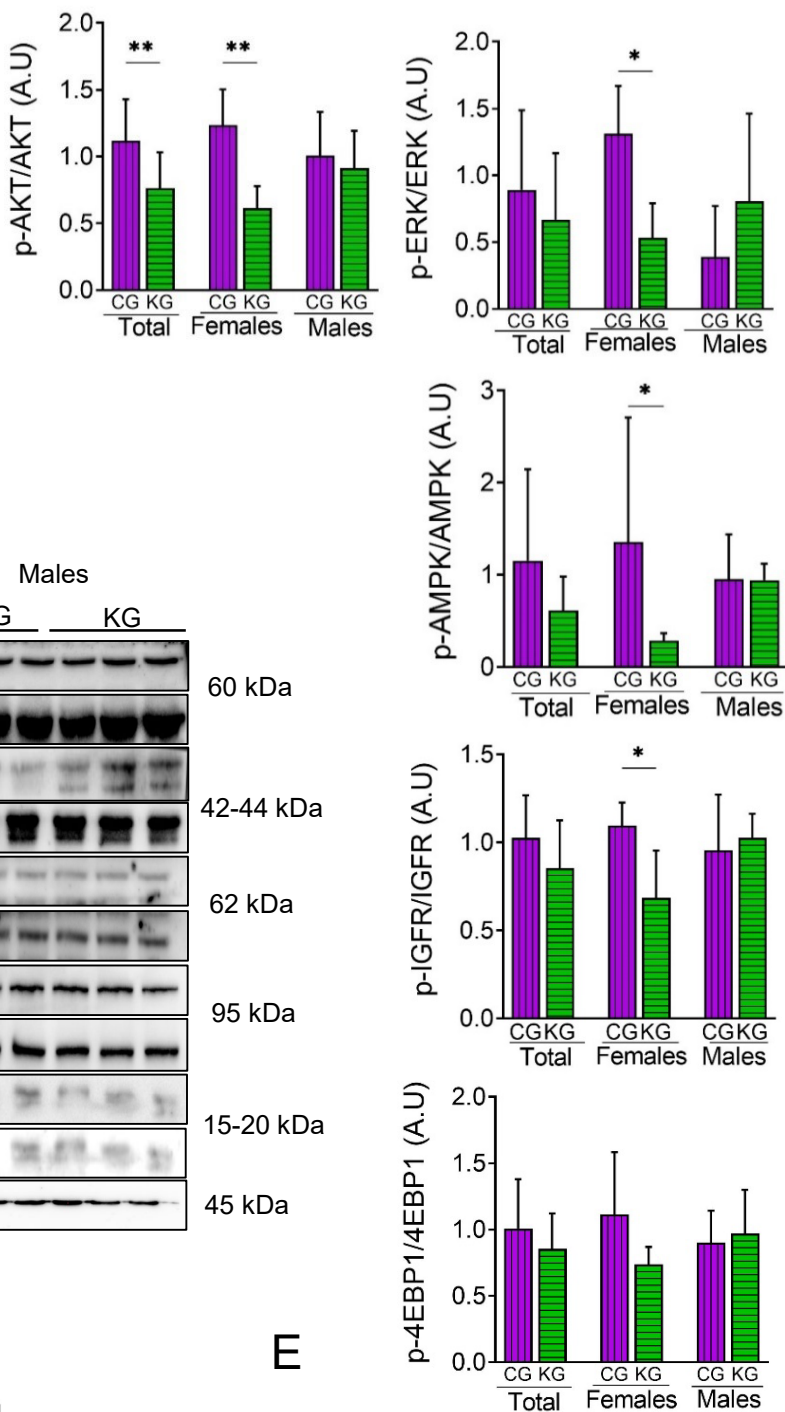 p-AKT/AKT (A.U)
2.0
1.5
1.0
0.5
0.0
**
**
CG KG CG KG CG KG
Total Females Males
p-ERK/ERK (A.U)
2.0
1.5
1.0
0.5
0.0
*
CG KG CG KG CG KG
Total Females Males
p-AMPK/AMPK (A.U)
3
2
1
0
*
CG KG CG KG CG KG
Total Females Males
Males
KG
60 kDa
42-44 kDa
62 kDa
95 kDa
15-20 kDa
45 kDa
p-IGFR/IGFR (A.U)
1.5
1.0
0.5
0.0
*
CGKG CGKG CGKG
Total Females Males
p-4EBP1/4EBP1 (A.U)
2.0
1.5
1.0
0.5
0.0
CG KG CG KG CG KG
Total Females Males
E